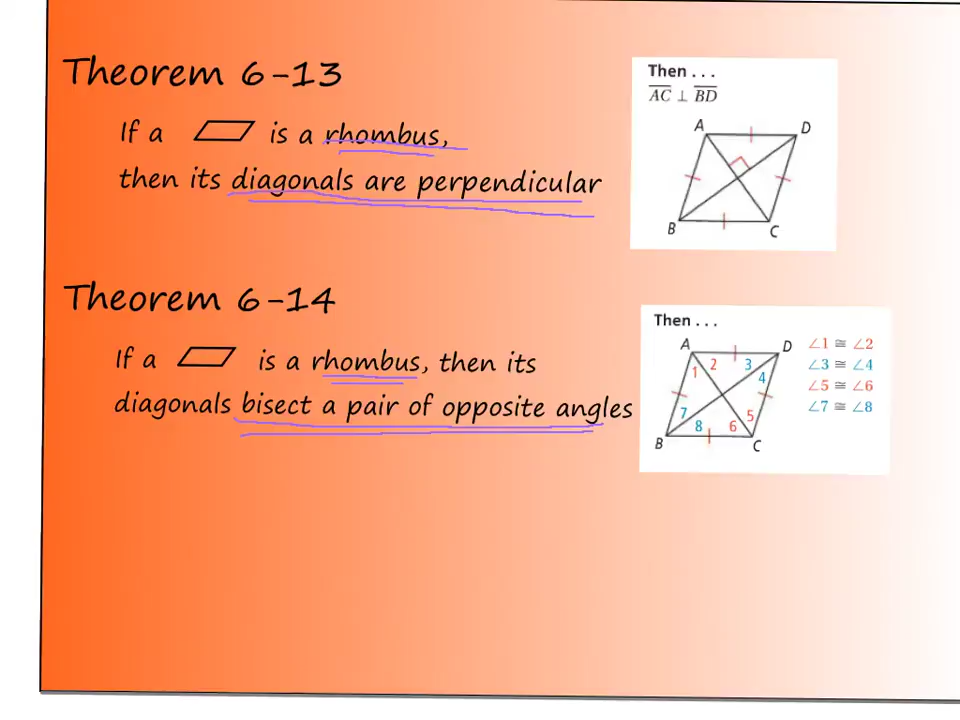 Theorem 6-13
If a is a rhombus,
then its diagonals are perpendicular
Then . . .
AC ⊥ BD
A
D
B
C
Theorem 6-14
If a is a rhombus, then its
diagonals bisect a pair of opposite angles
Then . . .
A
D
1 2 3 4
7 8 6 5
B
C
∠1 ≅ ∠2
∠3 ≅ ∠4
∠5 ≅ ∠6
∠7 ≅ ∠8